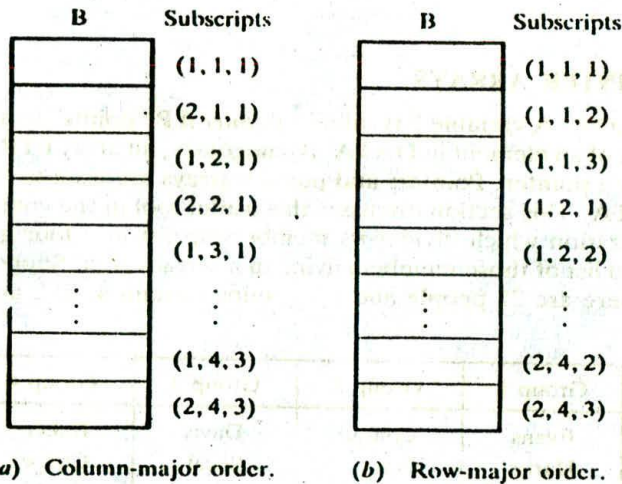 B Subscripts
(1, 1, 1)
(2, 1, 1)
(1, 2, 1)
(2, 2, 1)
(1, 3, 1)
(1, 4, 3)
(2, 4, 3)
(a) Column-major order.
B Subscripts
(1, 1, 1)
(1, 1, 2)
(1, 1, 3)
(1, 2, 1)
(1, 2, 2)
(2, 4, 2)
(2, 4, 3)
(b) Row-major order.